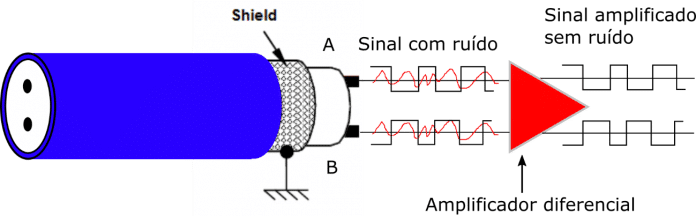 Shield
A
Sinal com ruído
Sinal amplificado
sem ruído
B
Amplificador diferencial